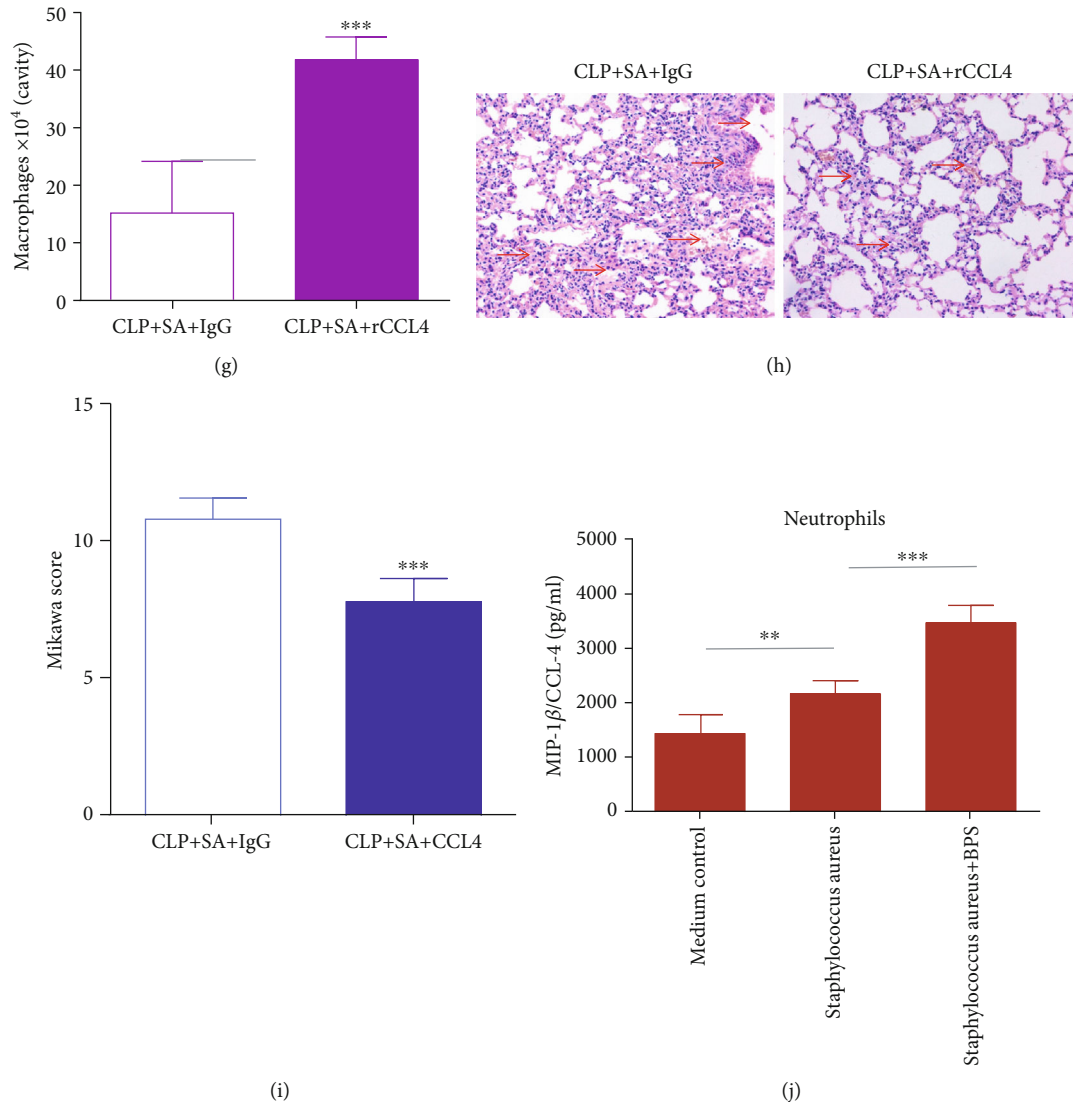 50
40
30
20
10
0
Macrophages ×10⁴ (cavity)
***
CLP+SA+IgG
CLP+SA+rCCL4
(g)
CLP+SA+IgG
CLP+SA+rCCL4
(h)
15
10
5
0
Mikawa score
***
CLP+SA+IgG
CLP+SA+CCL4
(i)
Neutrophils
5000
4000
3000
2000
1000
0
MIP-1β/CCL-4 (pg/ml)
**
***
Medium control
Staphylococcus aureus
Staphylococcus aureus+BPS
(j)